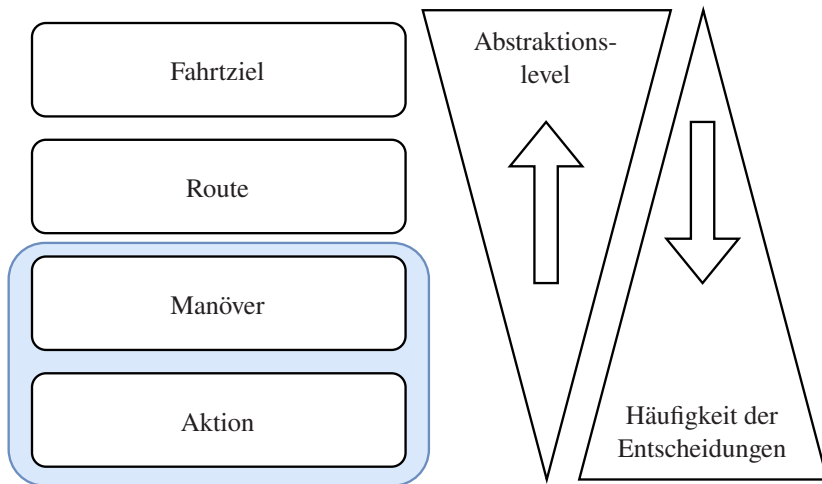 Fahrtziel
Route
Manöver
Aktion
Abstraktions-
level
Häufigkeit der
Entscheidungen